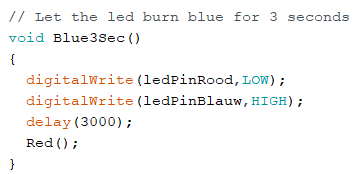 // Let the led burn blue for 3 seconds
void Blue3Sec()
{
  digitalWrite(ledPinRood,LOW);
  digitalWrite(ledPinBlauw,HIGH);
  delay(3000);
  Red();
}